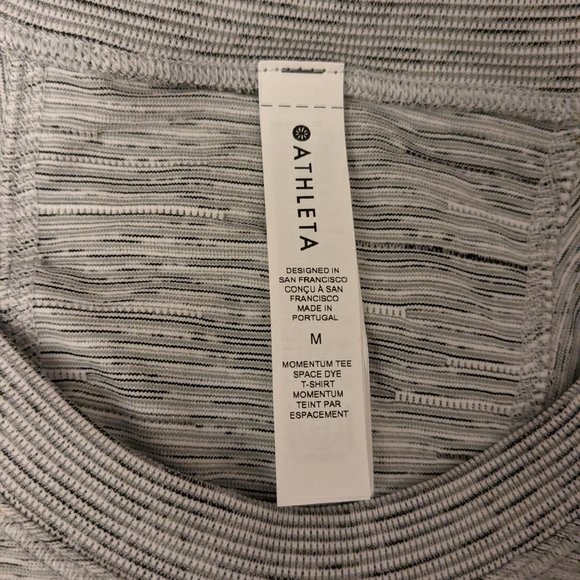 ATHLETA
DESIGNED IN
SAN FRANCISCO
CONÇU À SAN
FRANCISCO
MADE IN
PORTUGAL
M
MOMENTUM TEE
SPACE DYE
T-SHIRT
MOMENTUM
TEINT PAR
ESPACEMENT